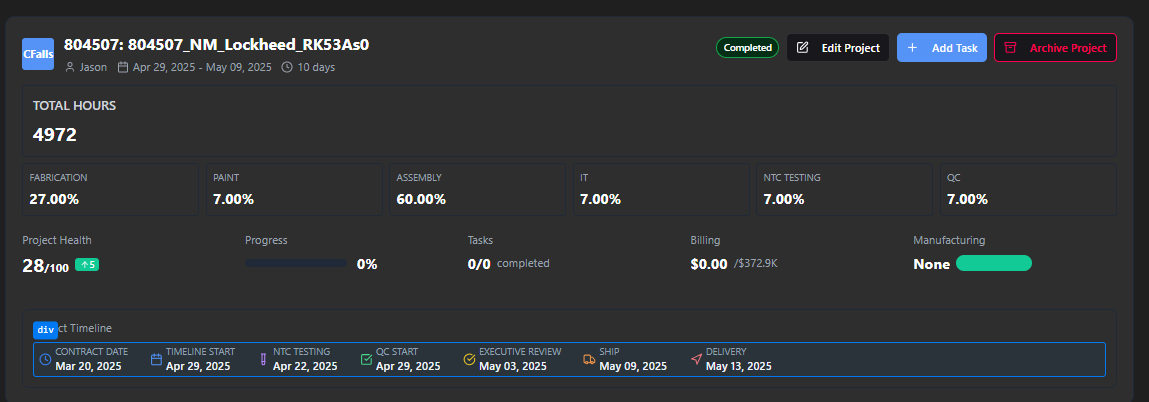 CFalls
804507: 804507_NM_Lockheed_RK53As0
Jason Apr 29, 2025 - May 09, 2025 10 days
Completed
Edit Project
+ Add Task
Archive Project
TOTAL HOURS
4972
FABRICATION PAINT ASSEMBLY IT NTC TESTING QC
27.00% 7.00% 60.00% 7.00% 7.00% 7.00%
Project Health Progress Tasks Billing Manufacturing
28/100 ↑5 0% 0/0 completed $0.00 /$372.9K None
div ct Timeline
CONTRACT DATE TIMELINE START NTC TESTING QC START EXECUTIVE REVIEW SHIP DELIVERY
Mar 20, 2025 Apr 29, 2025 Apr 22, 2025 Apr 29, 2025 May 03, 2025 May 09, 2025 May 13, 2025